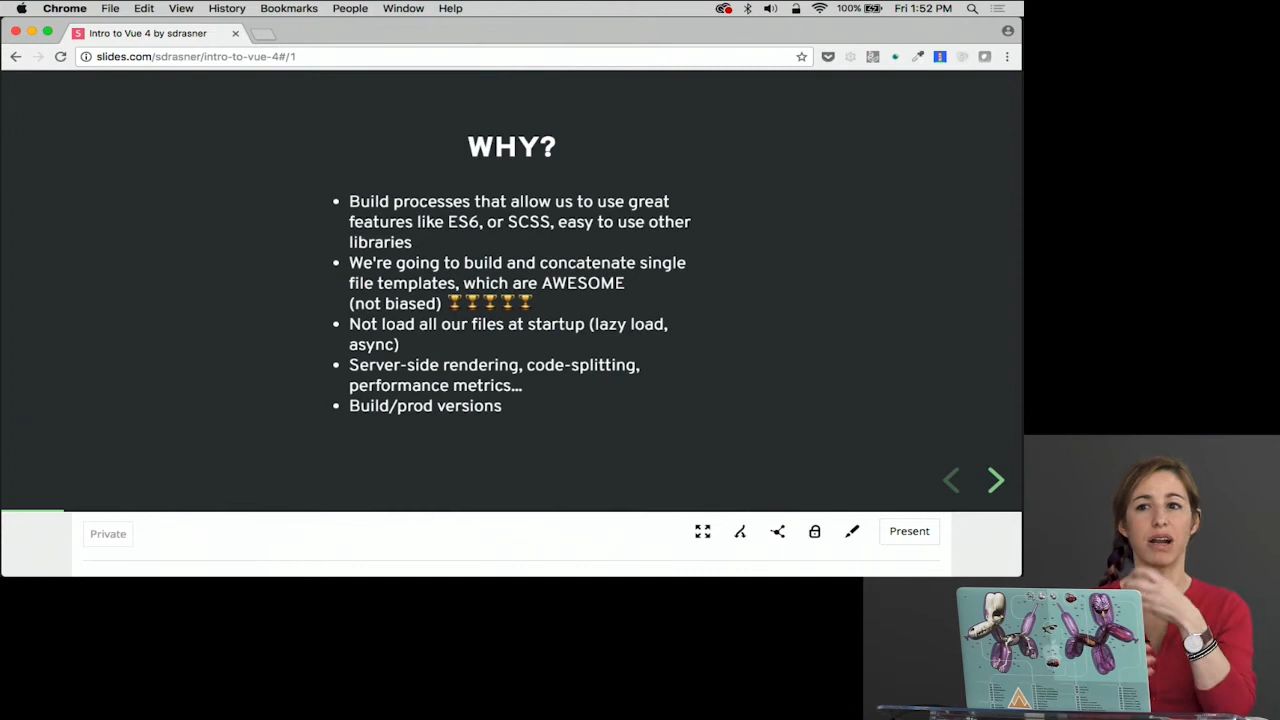 Chrome File Edit View History Bookmarks People Window Help 100% Fri 1:52 PM
Intro to Vue 4 by sdrasner
slides.com/sdrasner/intro-to-vue-4#/1
WHY?
Build processes that allow us to use great
features like ES6, or SCSS, easy to use other
libraries
We're going to build and concatenate single
file templates, which are AWESOME
(not biased) 🏆🏆🏆🏆🏆
Not load all our files at startup (lazy load,
async)
Server-side rendering, code-splitting,
performance metrics...
Build/prod versions
Private
Present